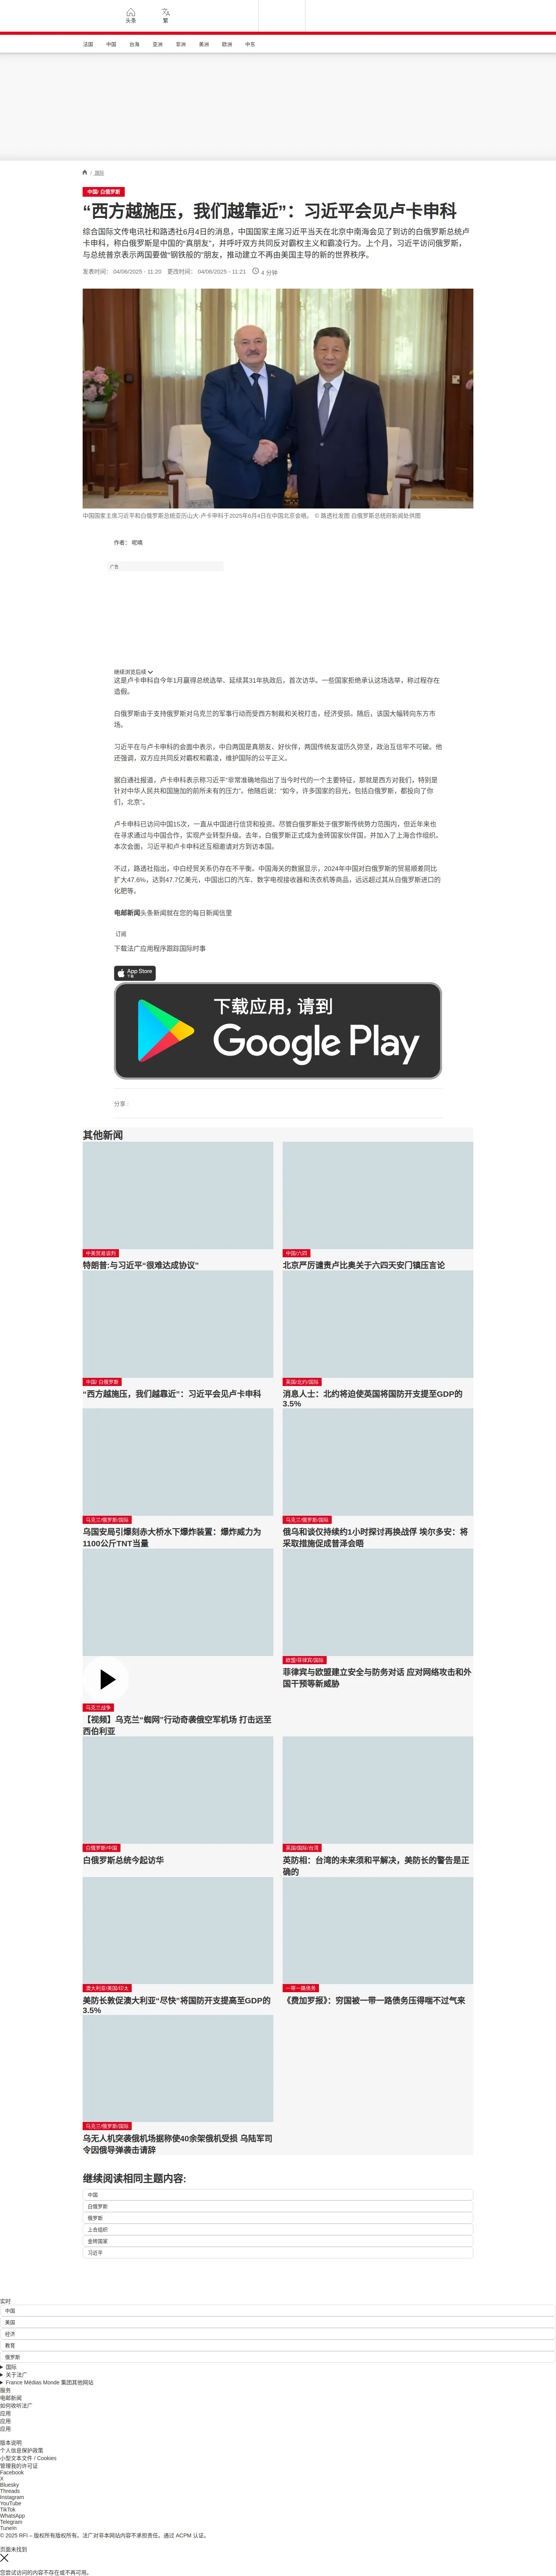 头条
繁
法国 中国 台海 亚洲 非洲 美洲 欧洲 中东
/ 国际
中国/ 白俄罗斯
“西方越施压，我们越靠近”：习近平会见卢卡申科
综合国际文传电讯社和路透社6月4日的消息，中国国家主席习近平当天在北京中南海会见了到访的白俄罗斯总统卢
卡申科，称白俄罗斯是中国的“真朋友”，并呼吁双方共同反对霸权主义和霸凌行为。上个月，习近平访问俄罗斯，
与总统普京表示两国要做“钢铁般的”朋友，推动建立不再由美国主导的新的世界秩序。
发表时间： 04/06/2025 - 11:20 更改时间： 04/06/2025 - 11:21 4 分钟
中国国家主席习近平和白俄罗斯总统亚历山大·卢卡申科于2025年6月4日在中国北京会晤。 © 路透社发图 白俄罗斯总统府新闻处供图
作者： 呢喃
广告
继续浏览后续
这是卢卡申科自今年1月赢得总统选举、延续其31年执政后，首次访华。一些国家拒绝承认这场选举，称过程存在
造假。
白俄罗斯由于支持俄罗斯对乌克兰的军事行动而受西方制裁和关税打击，经济受损。随后，该国大幅转向东方市
场。
习近平在与卢卡申科的会面中表示，中白两国是真朋友、好伙伴，两国传统友谊历久弥坚，政治互信牢不可破。他
还强调，双方应共同反对霸权和霸凌，维护国际的公平正义。
据白通社报道，卢卡申科表示称习近平“非常准确地指出了当今时代的一个主要特征，那就是西方对我们，特别是
针对中华人民共和国施加的前所未有的压力”。他随后说：“如今，许多国家的目光，包括白俄罗斯，都投向了你
们，北京”。
卢卡申科已访问中国15次，一直从中国进行信贷和投资。尽管白俄罗斯处于俄罗斯传统势力范围内，但近年来也
在寻求通过与中国合作，实现产业转型升级。去年，白俄罗斯正式成为金砖国家伙伴国，并加入了上海合作组织。
本次会面，习近平和卢卡申科还互相邀请对方到访本国。
不过，路透社指出，中白经贸关系仍存在不平衡。中国海关的数据显示，2024年中国对白俄罗斯的贸易顺差同比
扩大47.6%，达到47.7亿美元，中国出口的汽车、数字电视接收器和洗衣机等商品，远远超过其从白俄罗斯进口的
化肥等。
电邮新闻头条新闻就在您的每日新闻信里
订阅
下载法广应用程序跟踪国际时事
App Store
下载
下载应用，请到
Google Play
分享 :
其他新闻
中美贸易谈判
特朗普:与习近平“很难达成协议”
中国/六四
北京严厉谴责卢比奥关于六四天安门镇压言论
中国/ 白俄罗斯
“西方越施压，我们越靠近”：习近平会见卢卡申科
英国/北约/国际
消息人士：北约将迫使英国将国防开支提至GDP的
3.5%
乌克兰/俄罗斯/国际
乌国安局引爆刻赤大桥水下爆炸装置：爆炸威力为
1100公斤TNT当量
乌克兰/俄罗斯/国际
俄乌和谈仅持续约1小时探讨再换战俘 埃尔多安：将
采取措施促成普泽会晤
乌克兰战争
【视频】乌克兰“蜘网”行动奇袭俄空军机场 打击远至
西伯利亚
欧盟/菲律宾/国际
菲律宾与欧盟建立安全与防务对话 应对网络攻击和外
国干预等新威胁
白俄罗斯/中国
白俄罗斯总统今起访华
英国/国际/台湾
英防相：台湾的未来须和平解决，美防长的警告是正
确的
澳大利亚/美国/印太
美防长敦促澳大利亚“尽快”将国防开支提高至GDP的
3.5%
一带一路债务
《费加罗报》：穷国被一带一路债务压得喘不过气来
乌克兰/俄罗斯/国际
乌无人机突袭俄机场据称使40余架俄机受损 乌陆军司
令因俄导弹袭击请辞
继续阅读相同主题内容:
中国
白俄罗斯
俄罗斯
上合组织
金砖国家
习近平
实时
中国
美国
经济
教育
俄罗斯
国际
关于法广
France Médias Monde 集团其他网站
服务
电邮新闻
如何收听法广
应用
应用
应用
版本说明
个人信息保护政策
小型文本文件 / Cookies
管理我的许可证
Facebook
X
Bluesky
Threads
Instagram
YouTube
TikTok
WhatsApp
Telegram
TuneIn
© 2025 RFI – 版权所有版权所有。法广对非本网站内容不承担责任。通过 ACPM 认证。
页面未找到
您尝试访问的内容不存在或不再可用。